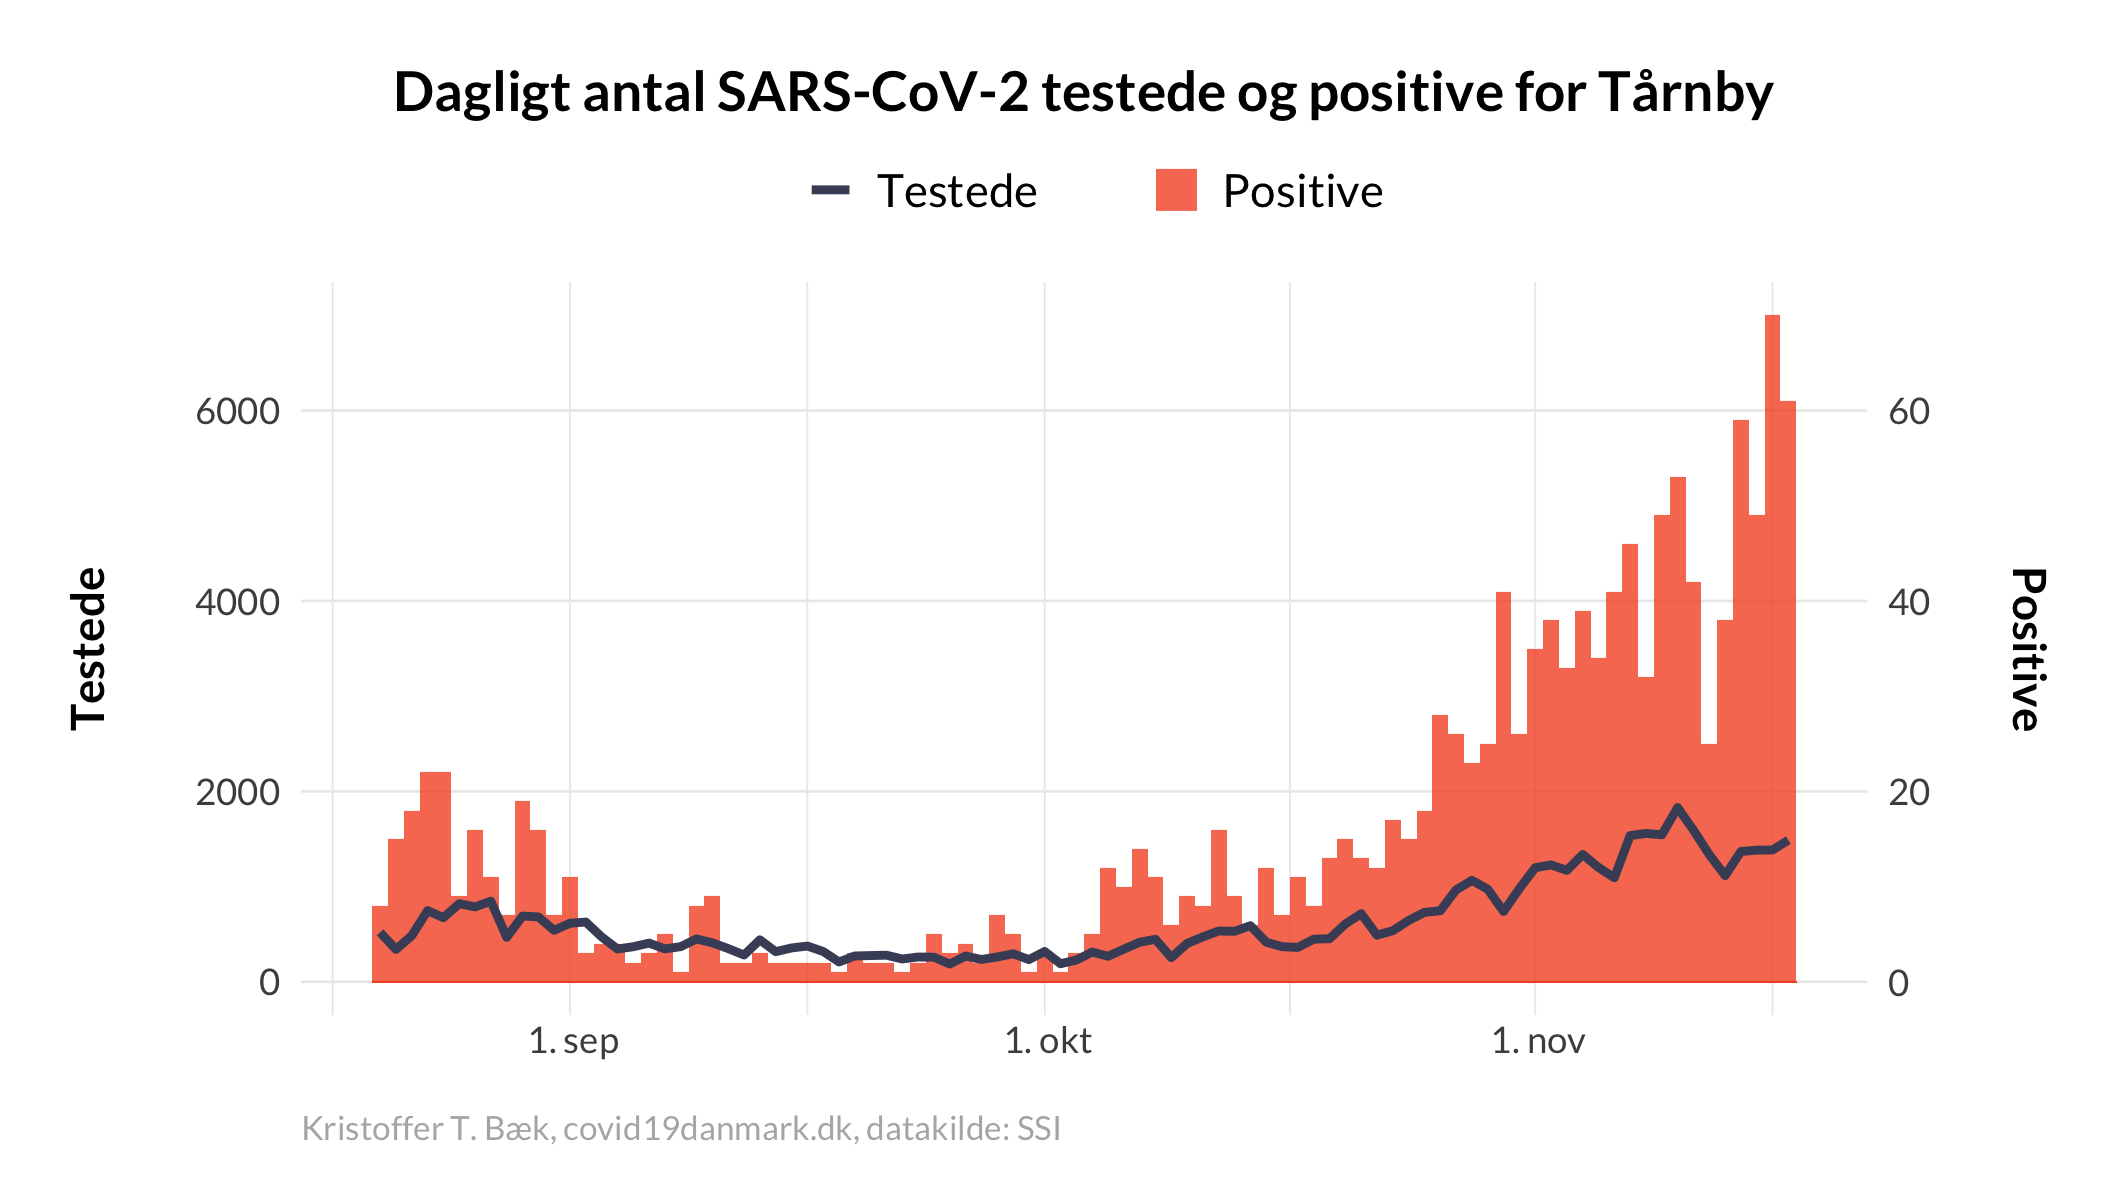 Dagligt antal SARS-CoV-2 testede og positive for Tårnby
Testede
Positive
Testede
6000
4000
2000
0
60
40
20
0
Positive
1. sep
1. okt
1. nov
Kristoffer T. Bæk, covid19danmark.dk, datakilde: SSI